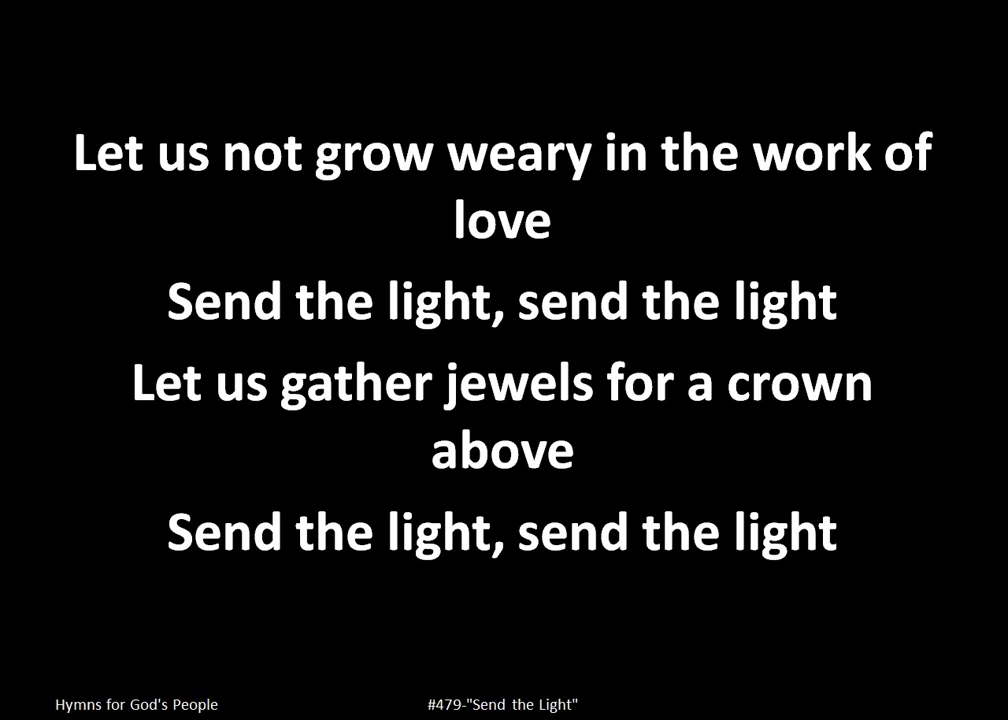 Let us not grow weary in the work of
love
Send the light, send the light
Let us gather jewels for a crown
above
Send the light, send the light
Hymns for God's People
#479-"Send the Light"